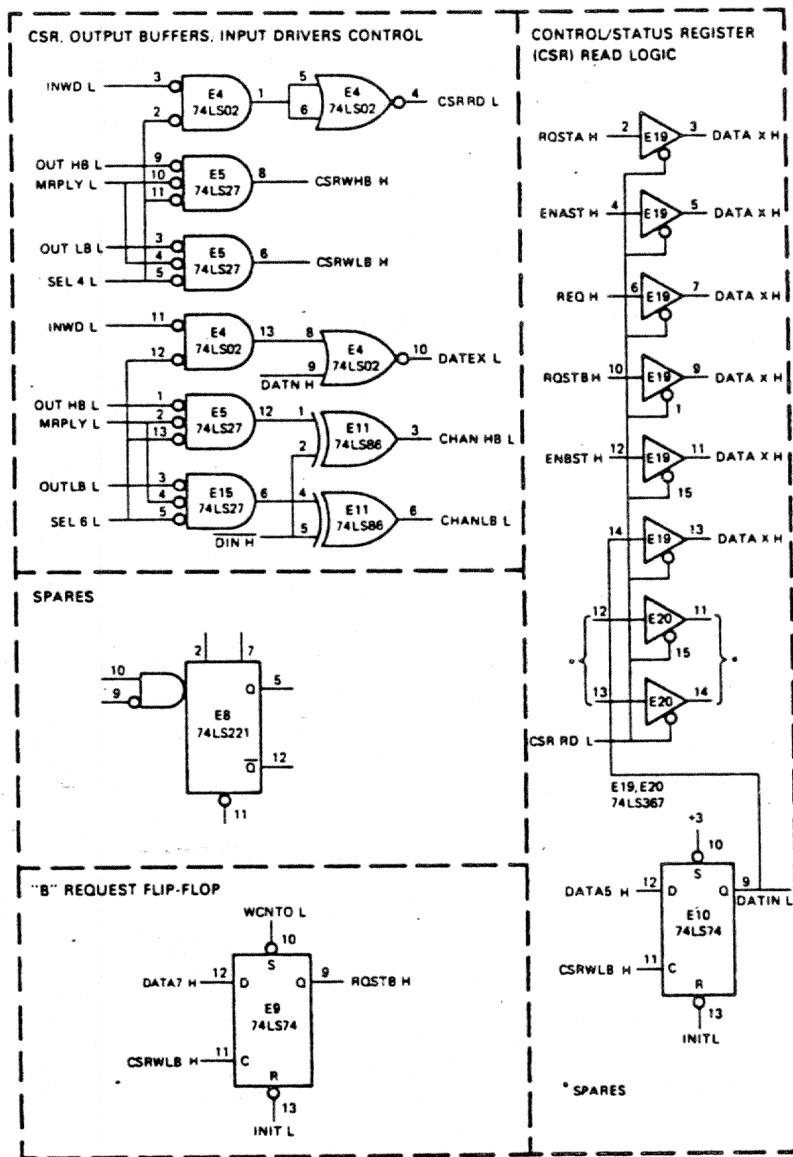 CSR, OUTPUT BUFFERS, INPUT DRIVERS CONTROL
INWD L
3
2
E4
74LS02
1
5
6
E4
74LS02
4
CSRRD L
OUT HB L
9
MRPLY L
10
11
E5
74LS27
8
CSRWHB H
OUT LB L
3
4
SEL 4 L
5
E5
74LS27
6
CSRWLB H
INWD L
11
12
E4
74LS02
13
8
9
DATN H
E4
74LS02
10
DATEX L
OUT HB L
1
MRPLY L
2
13
E5
74LS27
12
1
2
E11
74LS86
3
CHAN HB L
OUTLB L
3
4
SEL 6 L
5
E15
74LS27
6
4
5
DIN H
E11
74LS86
6
CHANLB L
SPARES
2
7
10
9
E8
74LS221
Q
5
Q
12
11
"B" REQUEST FLIP-FLOP
WCNTO L
10
S
DATA7 H
12
D
Q
9
RQSTB H
E9
74LS74
CSRWLB H
11
C
R
13
INIT L
CONTROL/STATUS REGISTER
(CSR) READ LOGIC
RQSTA H
2
E19
3
DATA X H
ENAST H
4
E19
5
DATA X H
REQ H
6
E19
7
DATA X H
RQSTB H
10
E19
9
DATA X H
1
ENBST H
12
E19
11
DATA X H
15
14
E19
13
DATA X H
12
E20
11
15
*
*
13
E20
14
CSR RD L
E19, E20
74LS367
+3
10
S
DATA5 H
12
D
Q
9
DATIN L
E10
74LS74
CSRWLB H
11
C
R
13
INITL
* SPARES